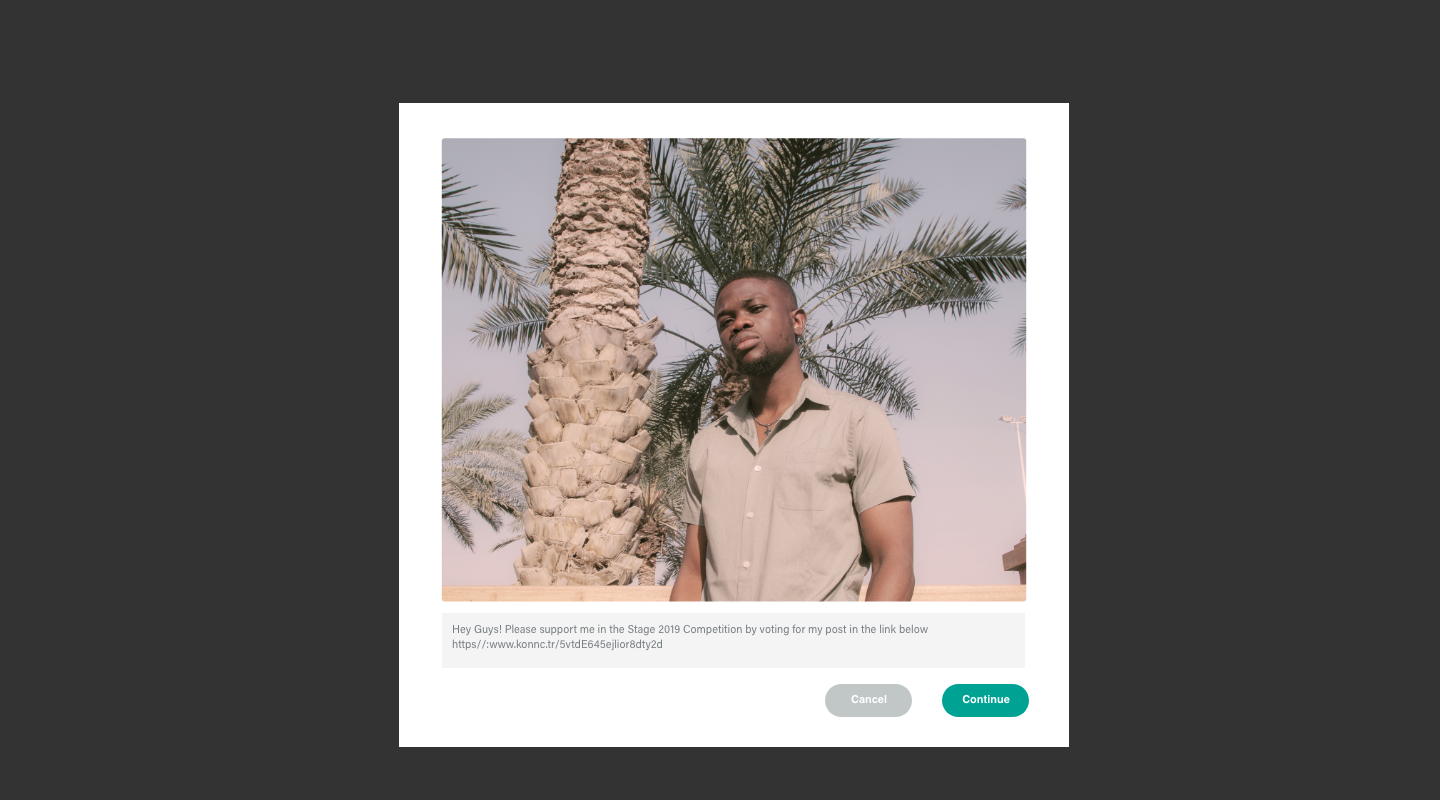 Hey Guys! Please support me in the Stage 2019 Competition by voting for my post in the link below
https//:www.konnc.tr/5vtdE645ejlior8dty2d
Cancel
Continue